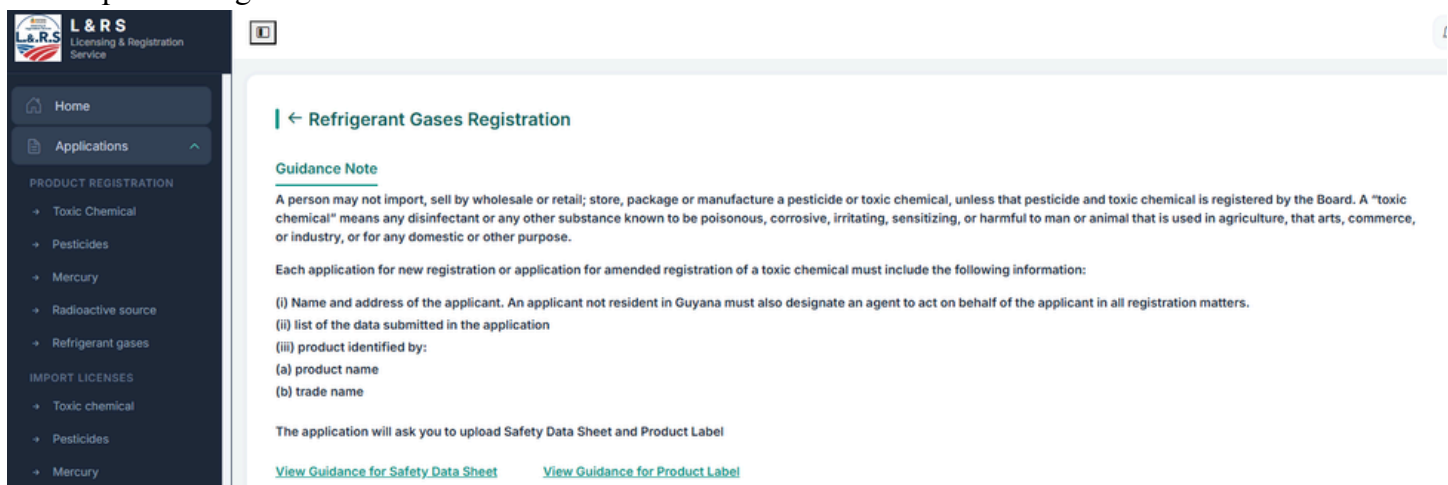 L & R S
Licensing & Registration
Service
L.&.R.S
Home
Applications
PRODUCT REGISTRATION
→ Toxic Chemical
→ Pesticides
→ Mercury
→ Radioactive source
→ Refrigerant gases
IMPORT LICENSES
→ Toxic chemical
→ Pesticides
→ Mercury
← Refrigerant Gases Registration
Guidance Note
A person may not import, sell by wholesale or retail; store, package or manufacture a pesticide or toxic chemical, unless that pesticide and toxic chemical is registered by the Board. A “toxic
chemical” means any disinfectant or any other substance known to be poisonous, corrosive, irritating, sensitizing, or harmful to man or animal that is used in agriculture, that arts, commerce,
or industry, or for any domestic or other purpose.
Each application for new registration or application for amended registration of a toxic chemical must include the following information:
(i) Name and address of the applicant. An applicant not resident in Guyana must also designate an agent to act on behalf of the applicant in all registration matters.
(ii) list of the data submitted in the application
(iii) product identified by:
(a) product name
(b) trade name
The application will ask you to upload Safety Data Sheet and Product Label
View Guidance for Safety Data Sheet View Guidance for Product Label